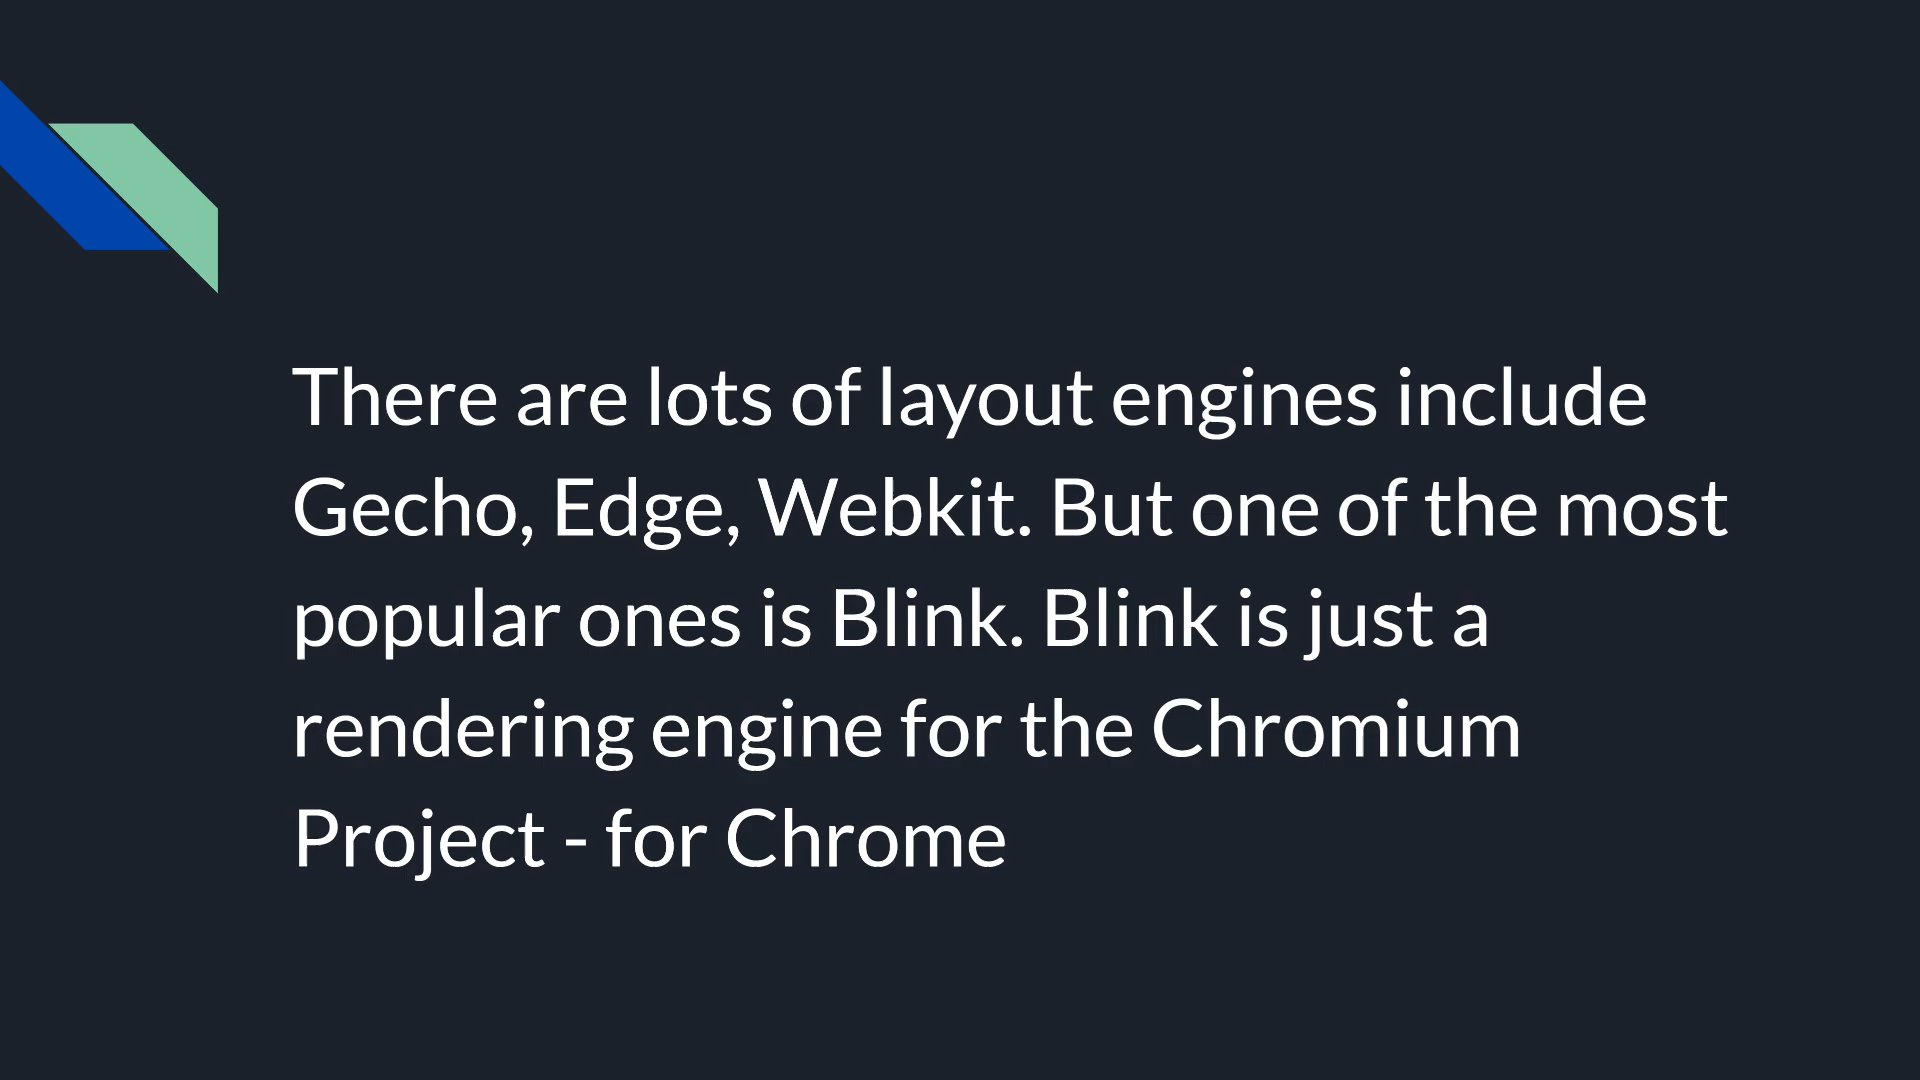 There are lots of layout engines include
Gecho, Edge, Webkit. But one of the most
popular ones is Blink. Blink is just a
rendering engine for the Chromium
Project - for Chrome